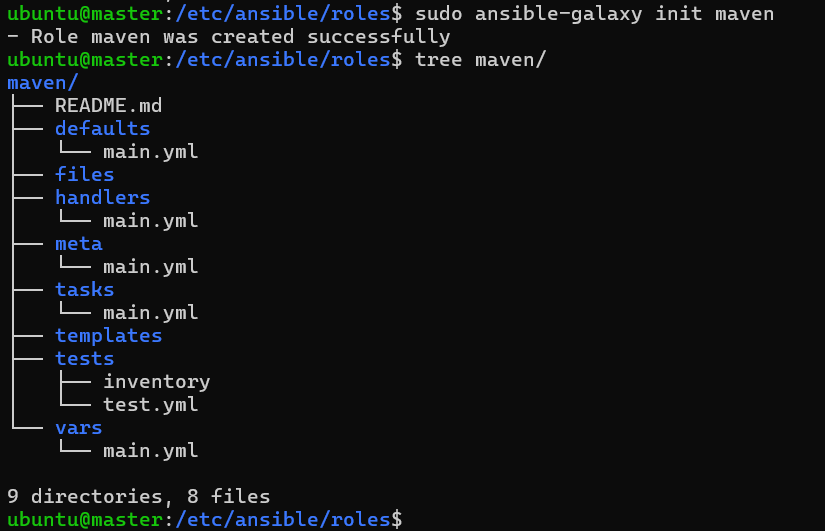 ubuntu@master:/etc/ansible/roles$ sudo ansible-galaxy init maven
- Role maven was created successfully
ubuntu@master:/etc/ansible/roles$ tree maven/
maven/
├── README.md
├── defaults
│   └── main.yml
├── files
├── handlers
│   └── main.yml
├── meta
│   └── main.yml
├── tasks
│   └── main.yml
├── templates
├── tests
│   ├── inventory
│   └── test.yml
└── vars
    └── main.yml

9 directories, 8 files
ubuntu@master:/etc/ansible/roles$